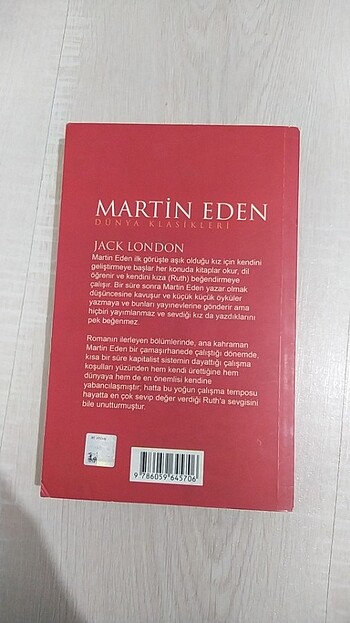 MARTİN EDEN
DÜNYA KLASİKLERİ
JACK LONDON
Martin Eden ilk görüşte aşık olduğu kız için kendini
geliştirmeye başlar her konuda kitaplar okur, dil
öğrenir ve kendini kıza (Ruth) beğendirmeye
çalışır. Bir süre sonra Martin Eden yazar olmak
düşüncesine kavuşur ve küçük küçük öyküler
yazmaya ve bunları yayınevlerine gönderir ama
hiçbiri yayımlanmaz ve sevdiği kız da yazdıklarını
pek beğenmez.
Romanın ilerleyen bölümlerinde, ana kahraman
Martin Eden bir çamaşırhanede çalıştığı dönemde,
kısa bir süre kapitalist sistemin dayattığı çalışma
koşulları yüzünden hem kendi ürettiğine hem
dünyaya hem de en önemlisi kendine
yabancılaşmıştır; hatta bu yoğun çalışma temposu
hayatta en çok sevip değer verdiği Ruth'a sevgisini
bile unutturmuştur.
9 786059 645706